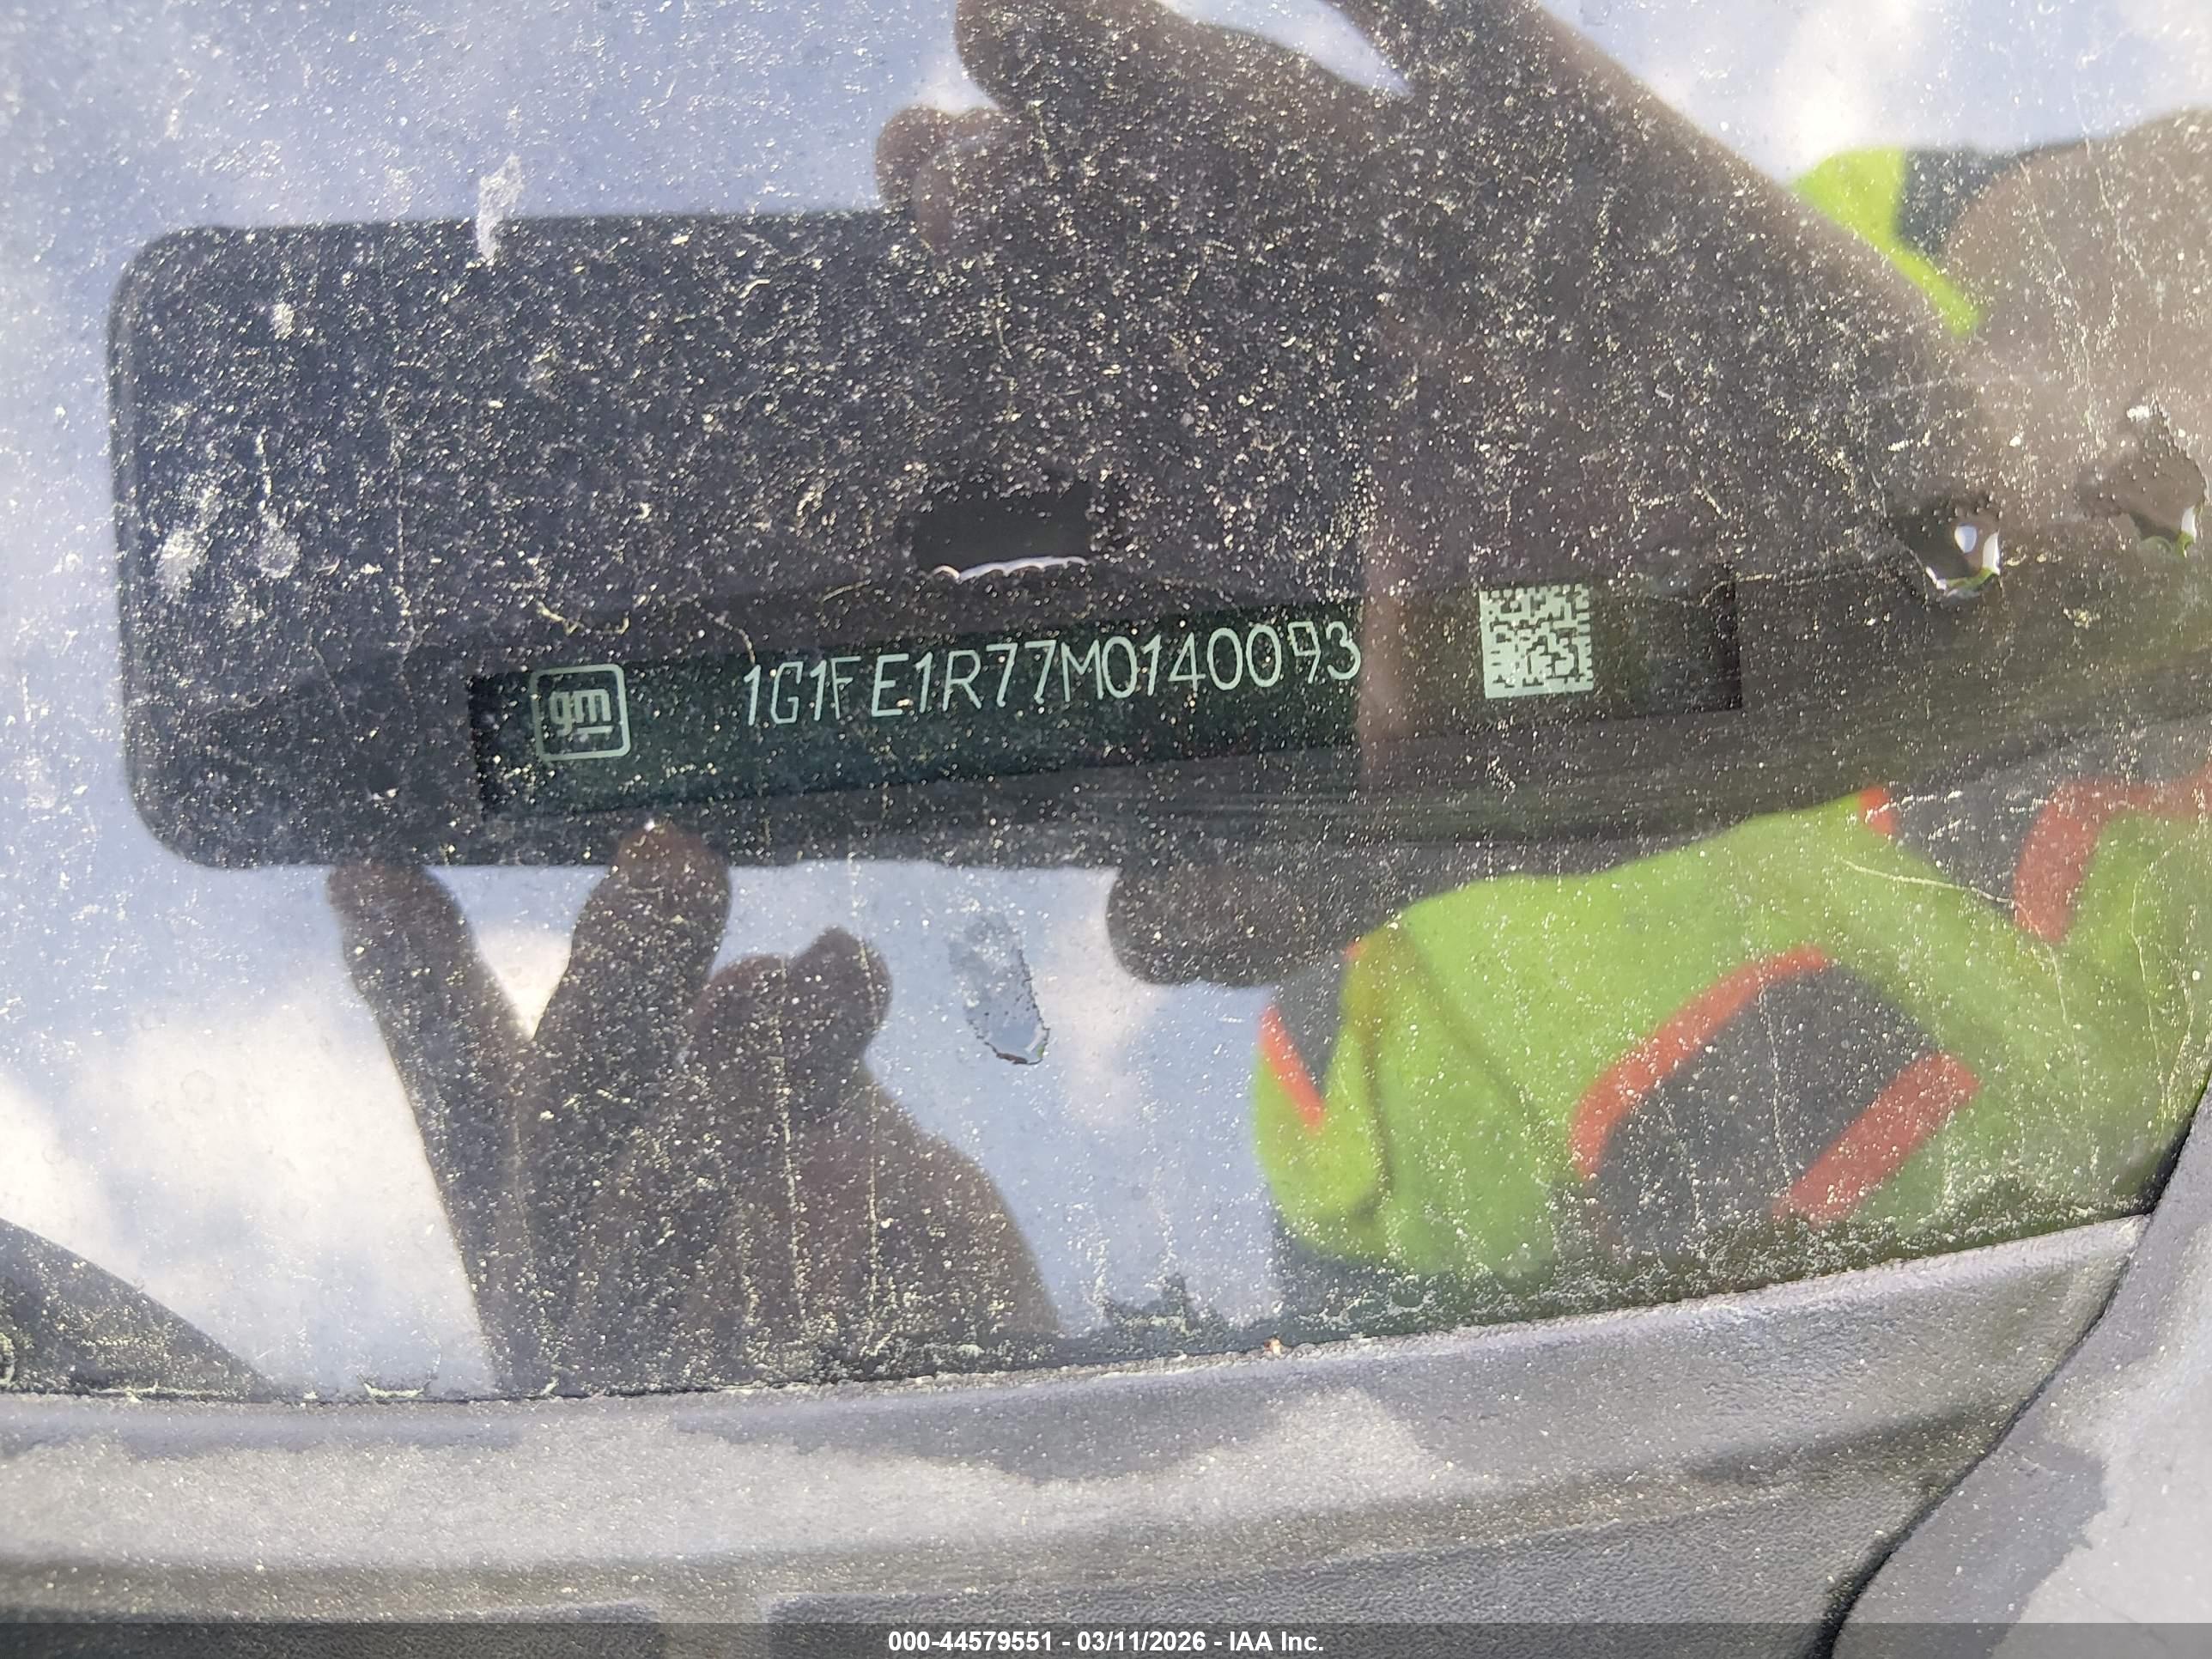 gm 1G1FE1R77M0140093
000-44579551 - 03/11/2026 - IAA Inc.